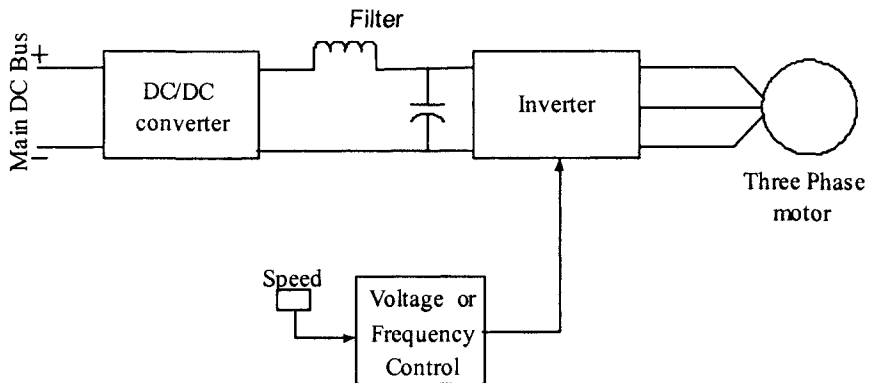 Filter
Main DC Bus
+
−
DC/DC
converter
Inverter
Three Phase
motor
Speed
Voltage or
Frequency
Control